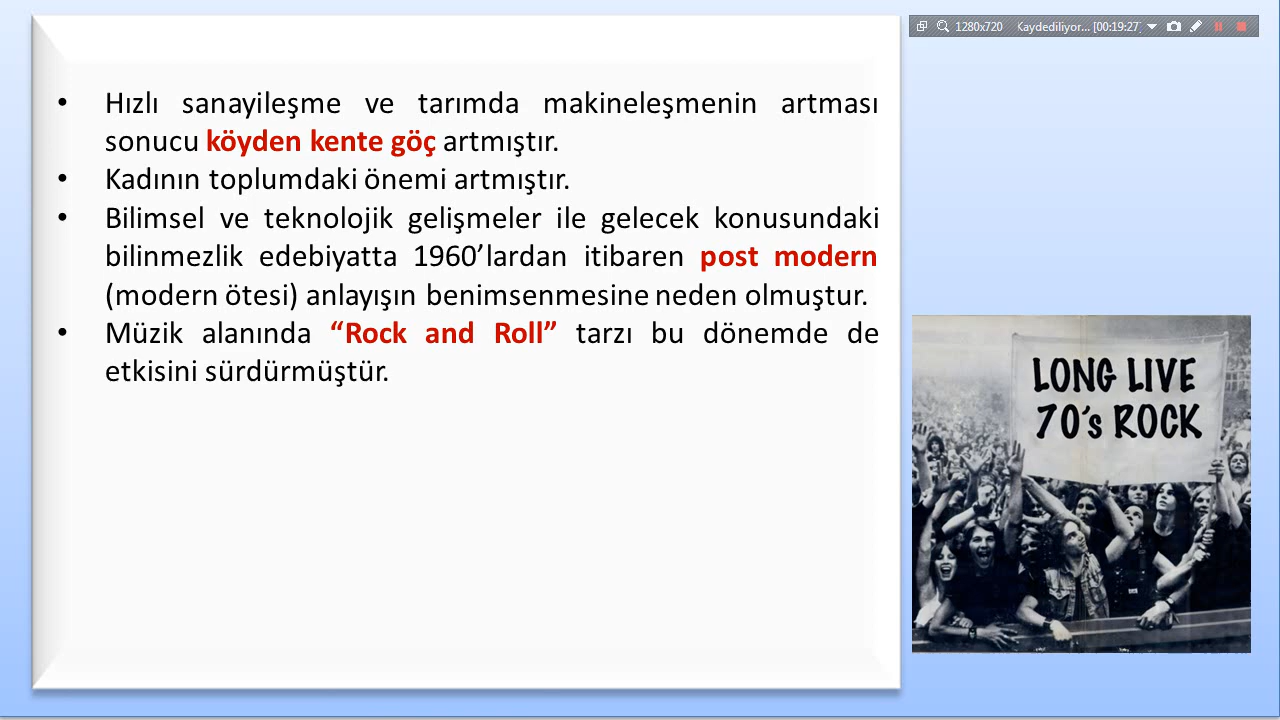 1280x720 Kaydediliyor... [00:19:27]
• Hızlı sanayileşme ve tarımda makineleşmenin artması
sonucu köyden kente göç artmıştır.
• Kadının toplumdaki önemi artmıştır.
• Bilimsel ve teknolojik gelişmeler ile gelecek konusundaki
bilinmezlik edebiyatta 1960’lardan itibaren post modern
(modern ötesi) anlayışın benimsenmesine neden olmuştur.
• Müzik alanında “Rock and Roll” tarzı bu dönemde de
etkisini sürdürmüştür.
LONG LIVE
70's ROCK